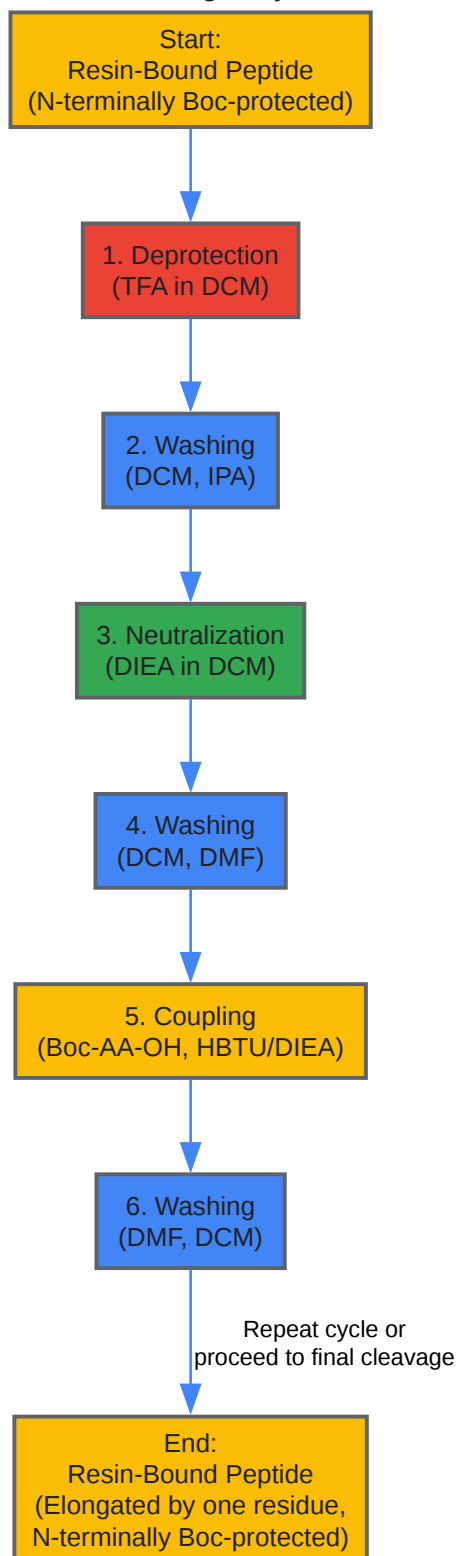 Start:
Resin-Bound Peptide
(N-terminally Boc-protected)
1. Deprotection
(TFA in DCM)
2. Washing
(DCM, IPA)
3. Neutralization
(DIEA in DCM)
4. Washing
(DCM, DMF)
5. Coupling
(Boc-AA-OH, HBTU/DIEA)
6. Washing
(DMF, DCM)
Repeat cycle or
proceed to final cleavage
End:
Resin-Bound Peptide
(Elongated by one residue,
N-terminally Boc-protected)